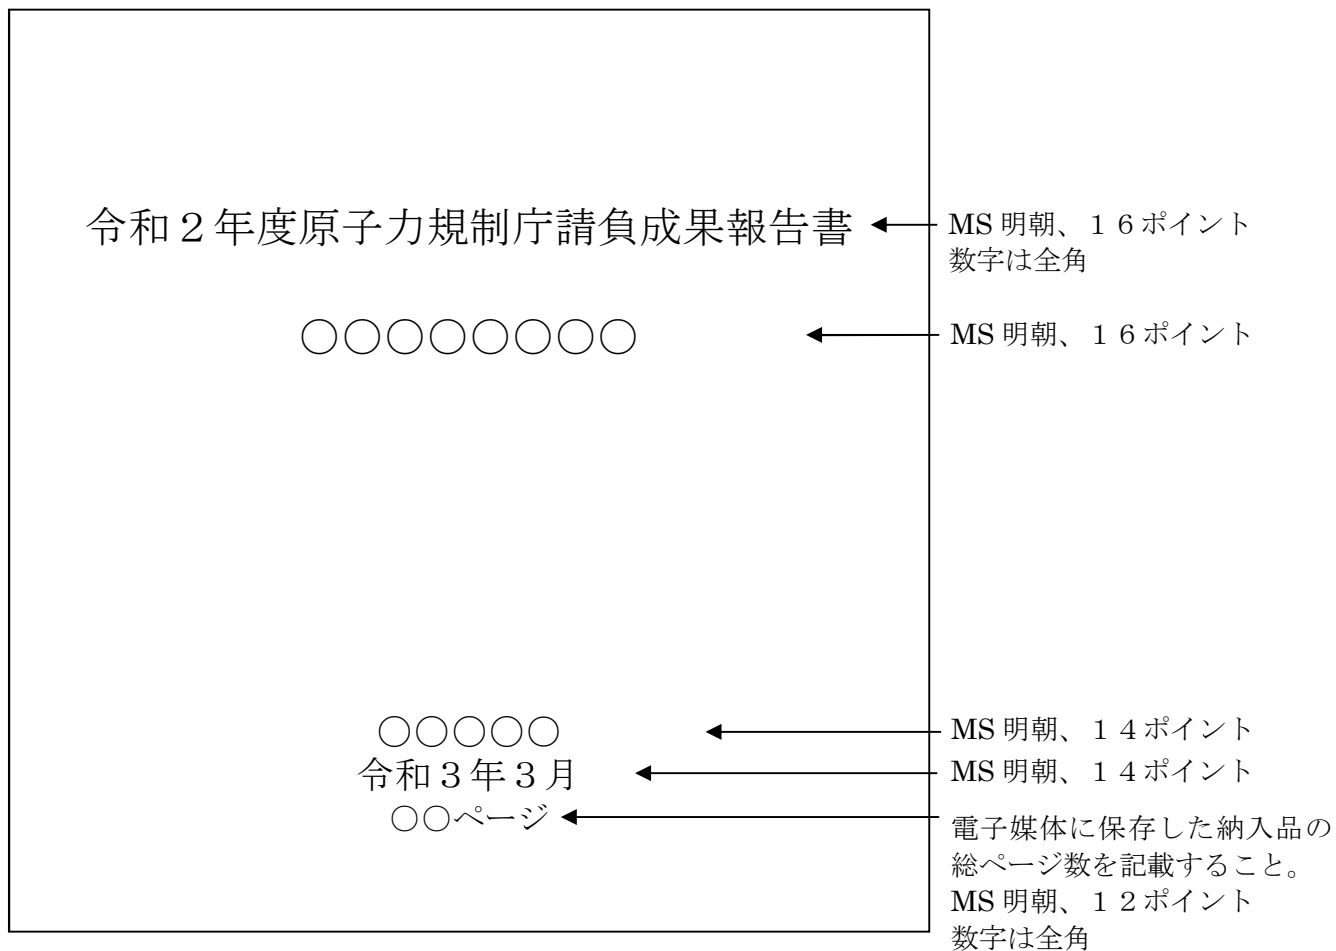 令和２年度原子力規制庁請負成果報告書
MS 明朝、１６ポイント
数字は全角
○○○○○○○○
MS 明朝、１６ポイント
○○○○○
MS 明朝、１４ポイント
令和３年３月
MS 明朝、１４ポイント
○○ページ
電子媒体に保存した納入品の
総ページ数を記載すること。
MS 明朝、１２ポイント
数字は全角